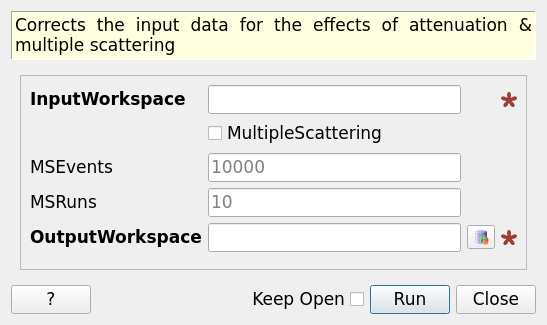 Corrects the input data for the effects of attenuation &
multiple scattering
InputWorkspace
MultipleScattering
MSEvents 10000
MSRuns 10
OutputWorkspace
? Keep Open Run Close